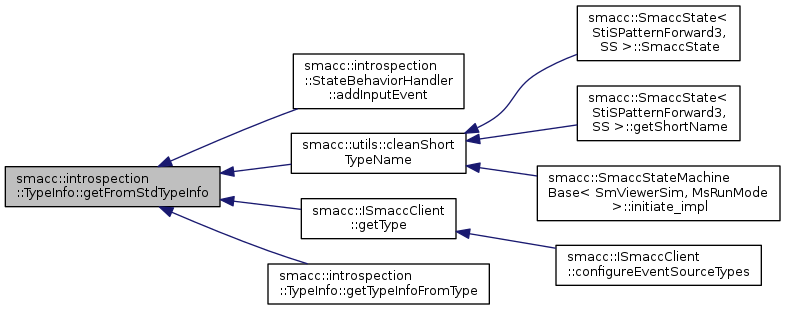 smacc::introspection
::TypeInfo::getFromStdTypeInfo
smacc::introspection
::StateBehaviorHandler
::addInputEvent
smacc::utils::cleanShort
TypeName
smacc::ISmaccClient
::getType
smacc::introspection
::TypeInfo::getTypeInfoFromType
smacc::SmaccState<
StiSPatternForward3,
SS >::SmaccState
smacc::SmaccState<
StiSPatternForward3,
SS >::getShortName
smacc::SmaccStateMachine
Base< SmViewerSim, MsRunMode
>::initiate_impl
smacc::ISmaccClient
::configureEventSourceTypes